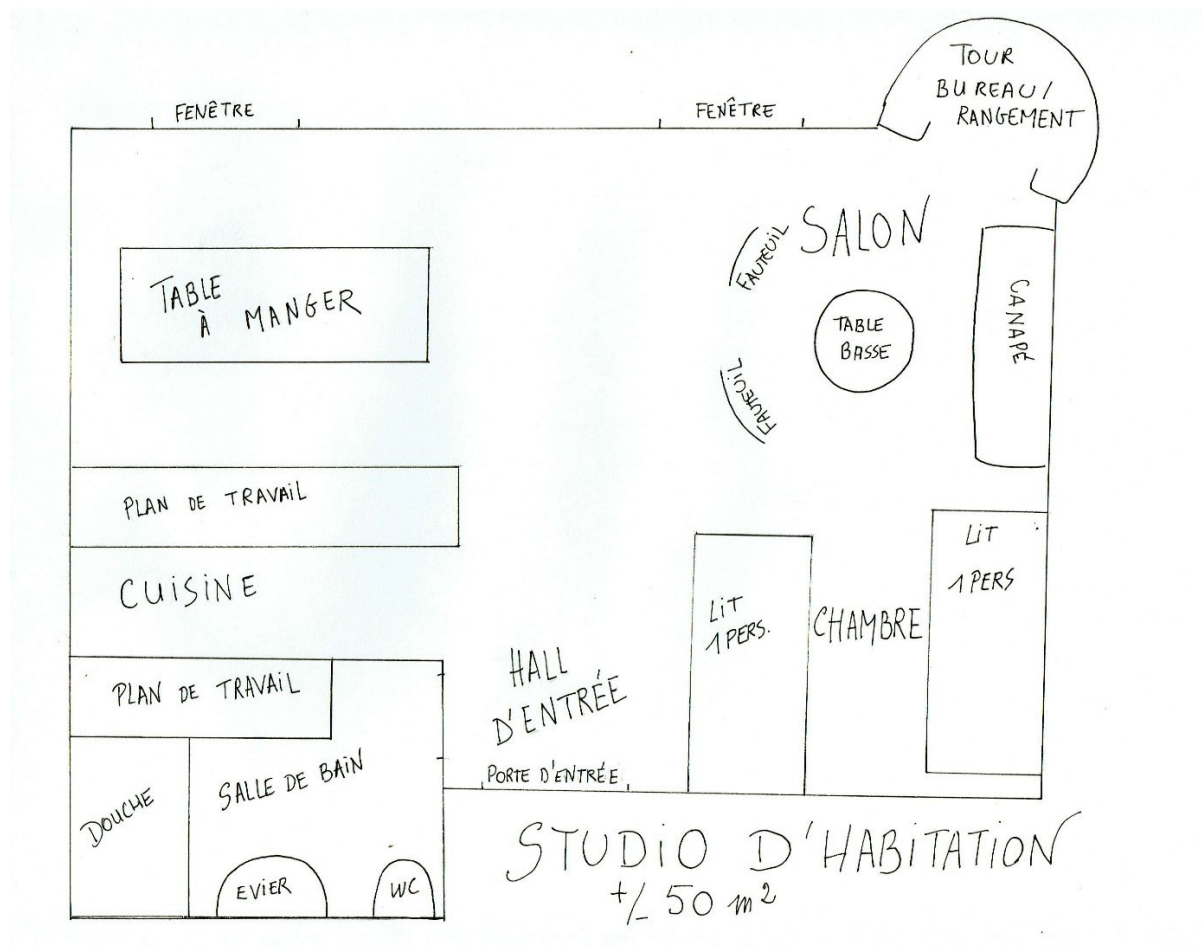 TOUR
BUREAU/
RANGEMENT
FENÊTRE
FENÊTRE
SALON
FAUTEUIL
TABLE
À MANGER
CANAPÉ
TABLE
BASSE
FAUTEUIL
PLAN DE TRAVAIL
LIT
1 PERS
CUISINE
LIT
1 PERS.
CHAMBRE
HALL
D'ENTRÉE
PLAN DE TRAVAIL
PORTE D'ENTRÉE
SALLE DE BAIN
DOUCHE
EVIER
WC
STUDIO D'HABITATION
+/- 50 m²